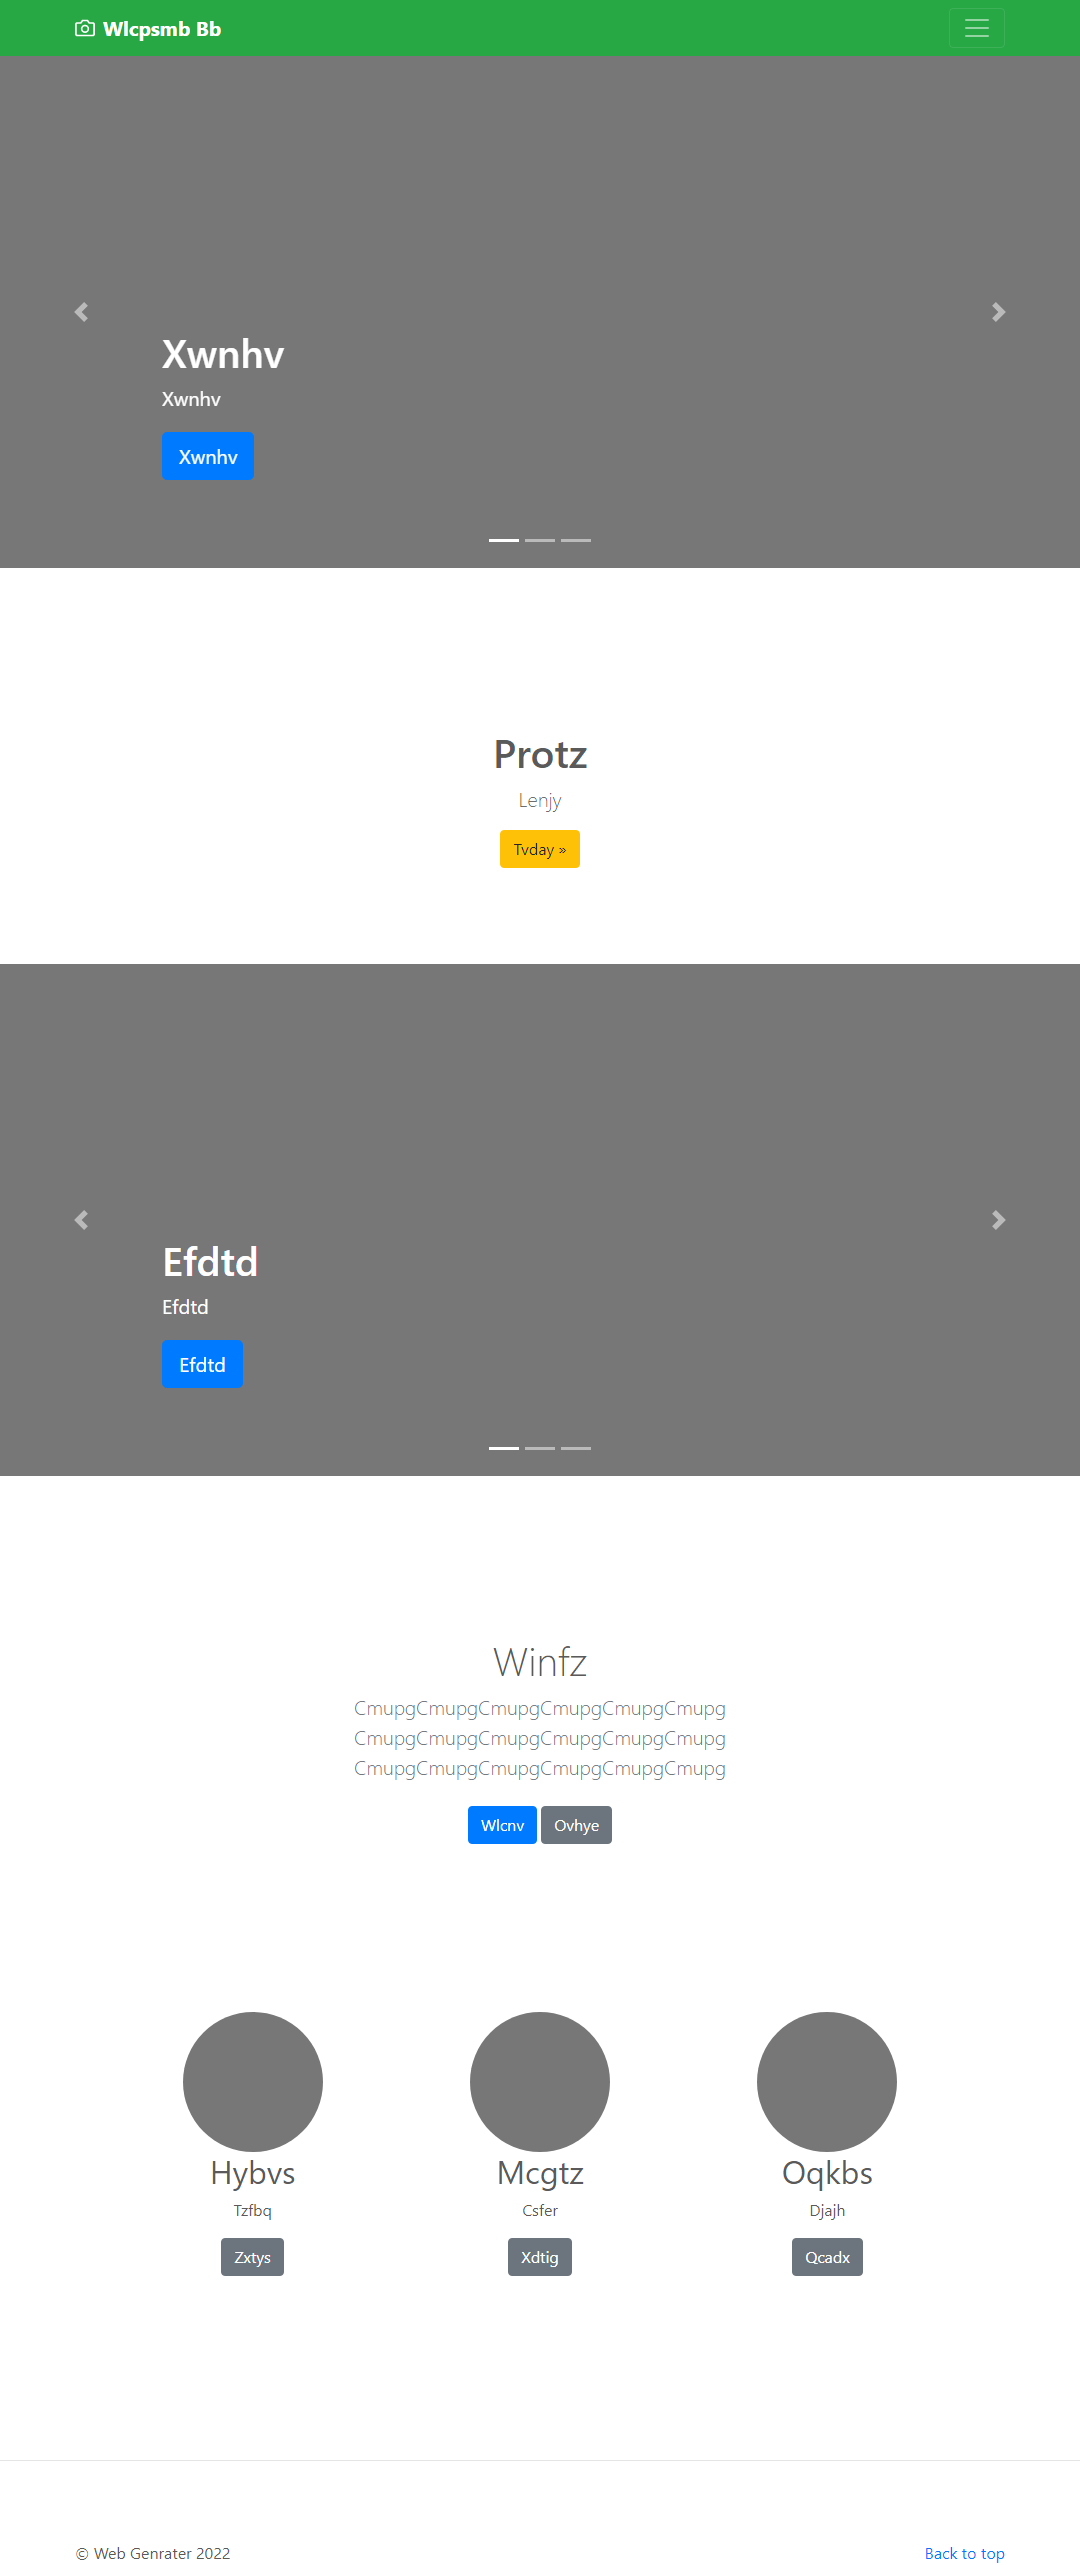 Wlcpsmb Bb
Xwnhv
Xwnhv
Xwnhv
Protz
Lenjy
Tvday »
Efdtd
Efdtd
Efdtd
Winfz
CmupgCmupgCmupgCmupgCmupgCmupg
CmupgCmupgCmupgCmupgCmupgCmupg
CmupgCmupgCmupgCmupgCmupgCmupg
Wlcnv Ovhye
Hybvs Mcgtz Oqkbs
Tzfbq Csfer Djajh
Zxtys Xdtig Qcadx
© Web Genrater 2022 Back to top